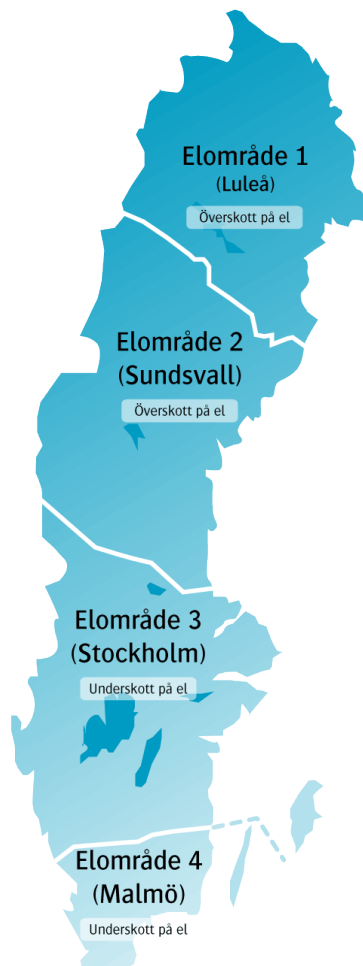 Elområde 1
(Luleå)
Överskott på el
Elområde 2
(Sundsvall)
Överskott på el
Elområde 3
(Stockholm)
Underskott på el
Elområde 4
(Malmö)
Underskott på el